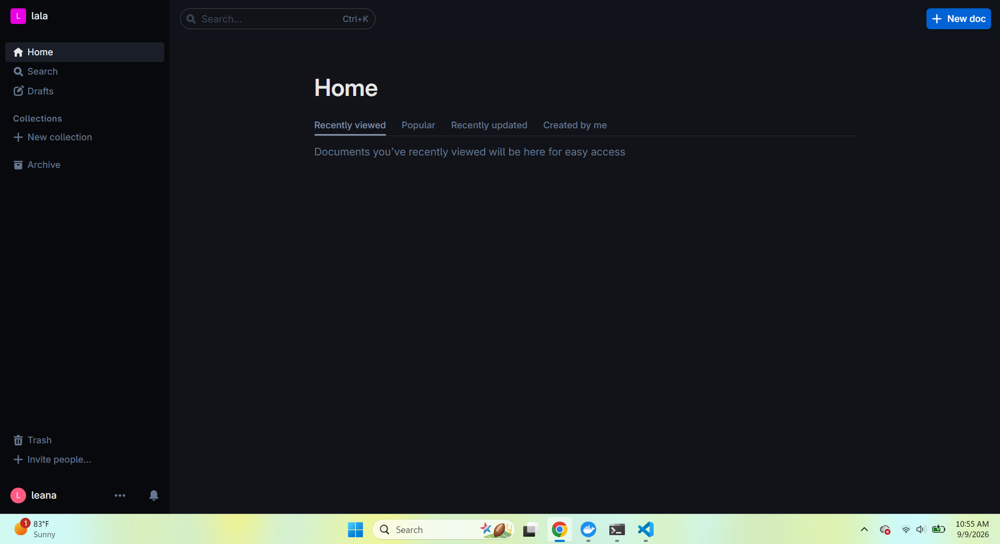 L lala
Search... Ctrl+K
New doc
Home
Search
Drafts
Collections
New collection
Archive
Home
Recently viewed Popular Recently updated Created by me
Documents you’ve recently viewed will be here for easy access
Trash
Invite people...
L leana
1 83°F
Sunny
Search
10:55 AM
9/9/2026